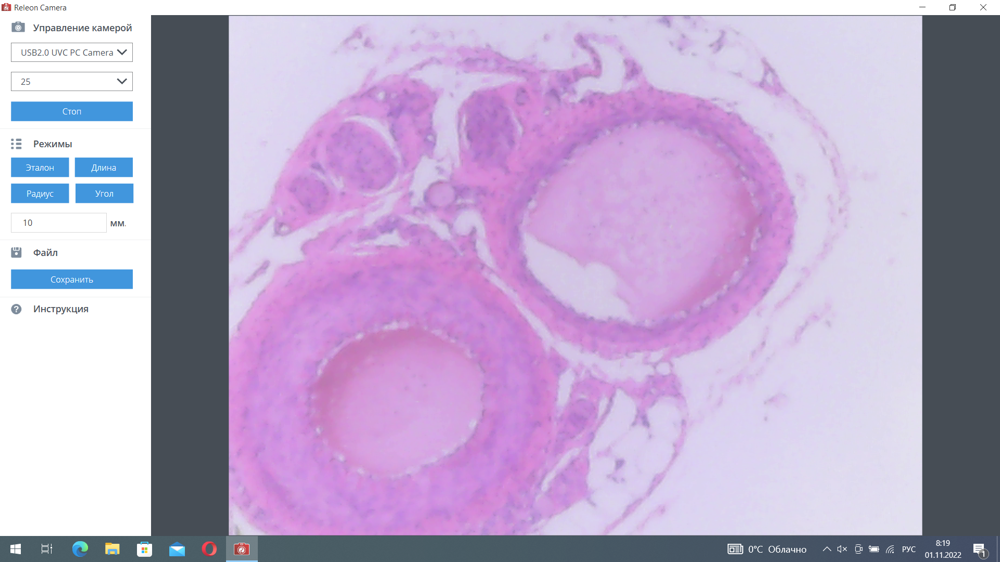 Releon Camera
Управление камерой
USB2.0 UVC PC Camera
25
Стоп
Режимы
Эталон Длина
Радиус Угол
10 мм.
Файл
Сохранить
? Инструкция
0°C Облачно
РУС
8:19
01.11.2022
1